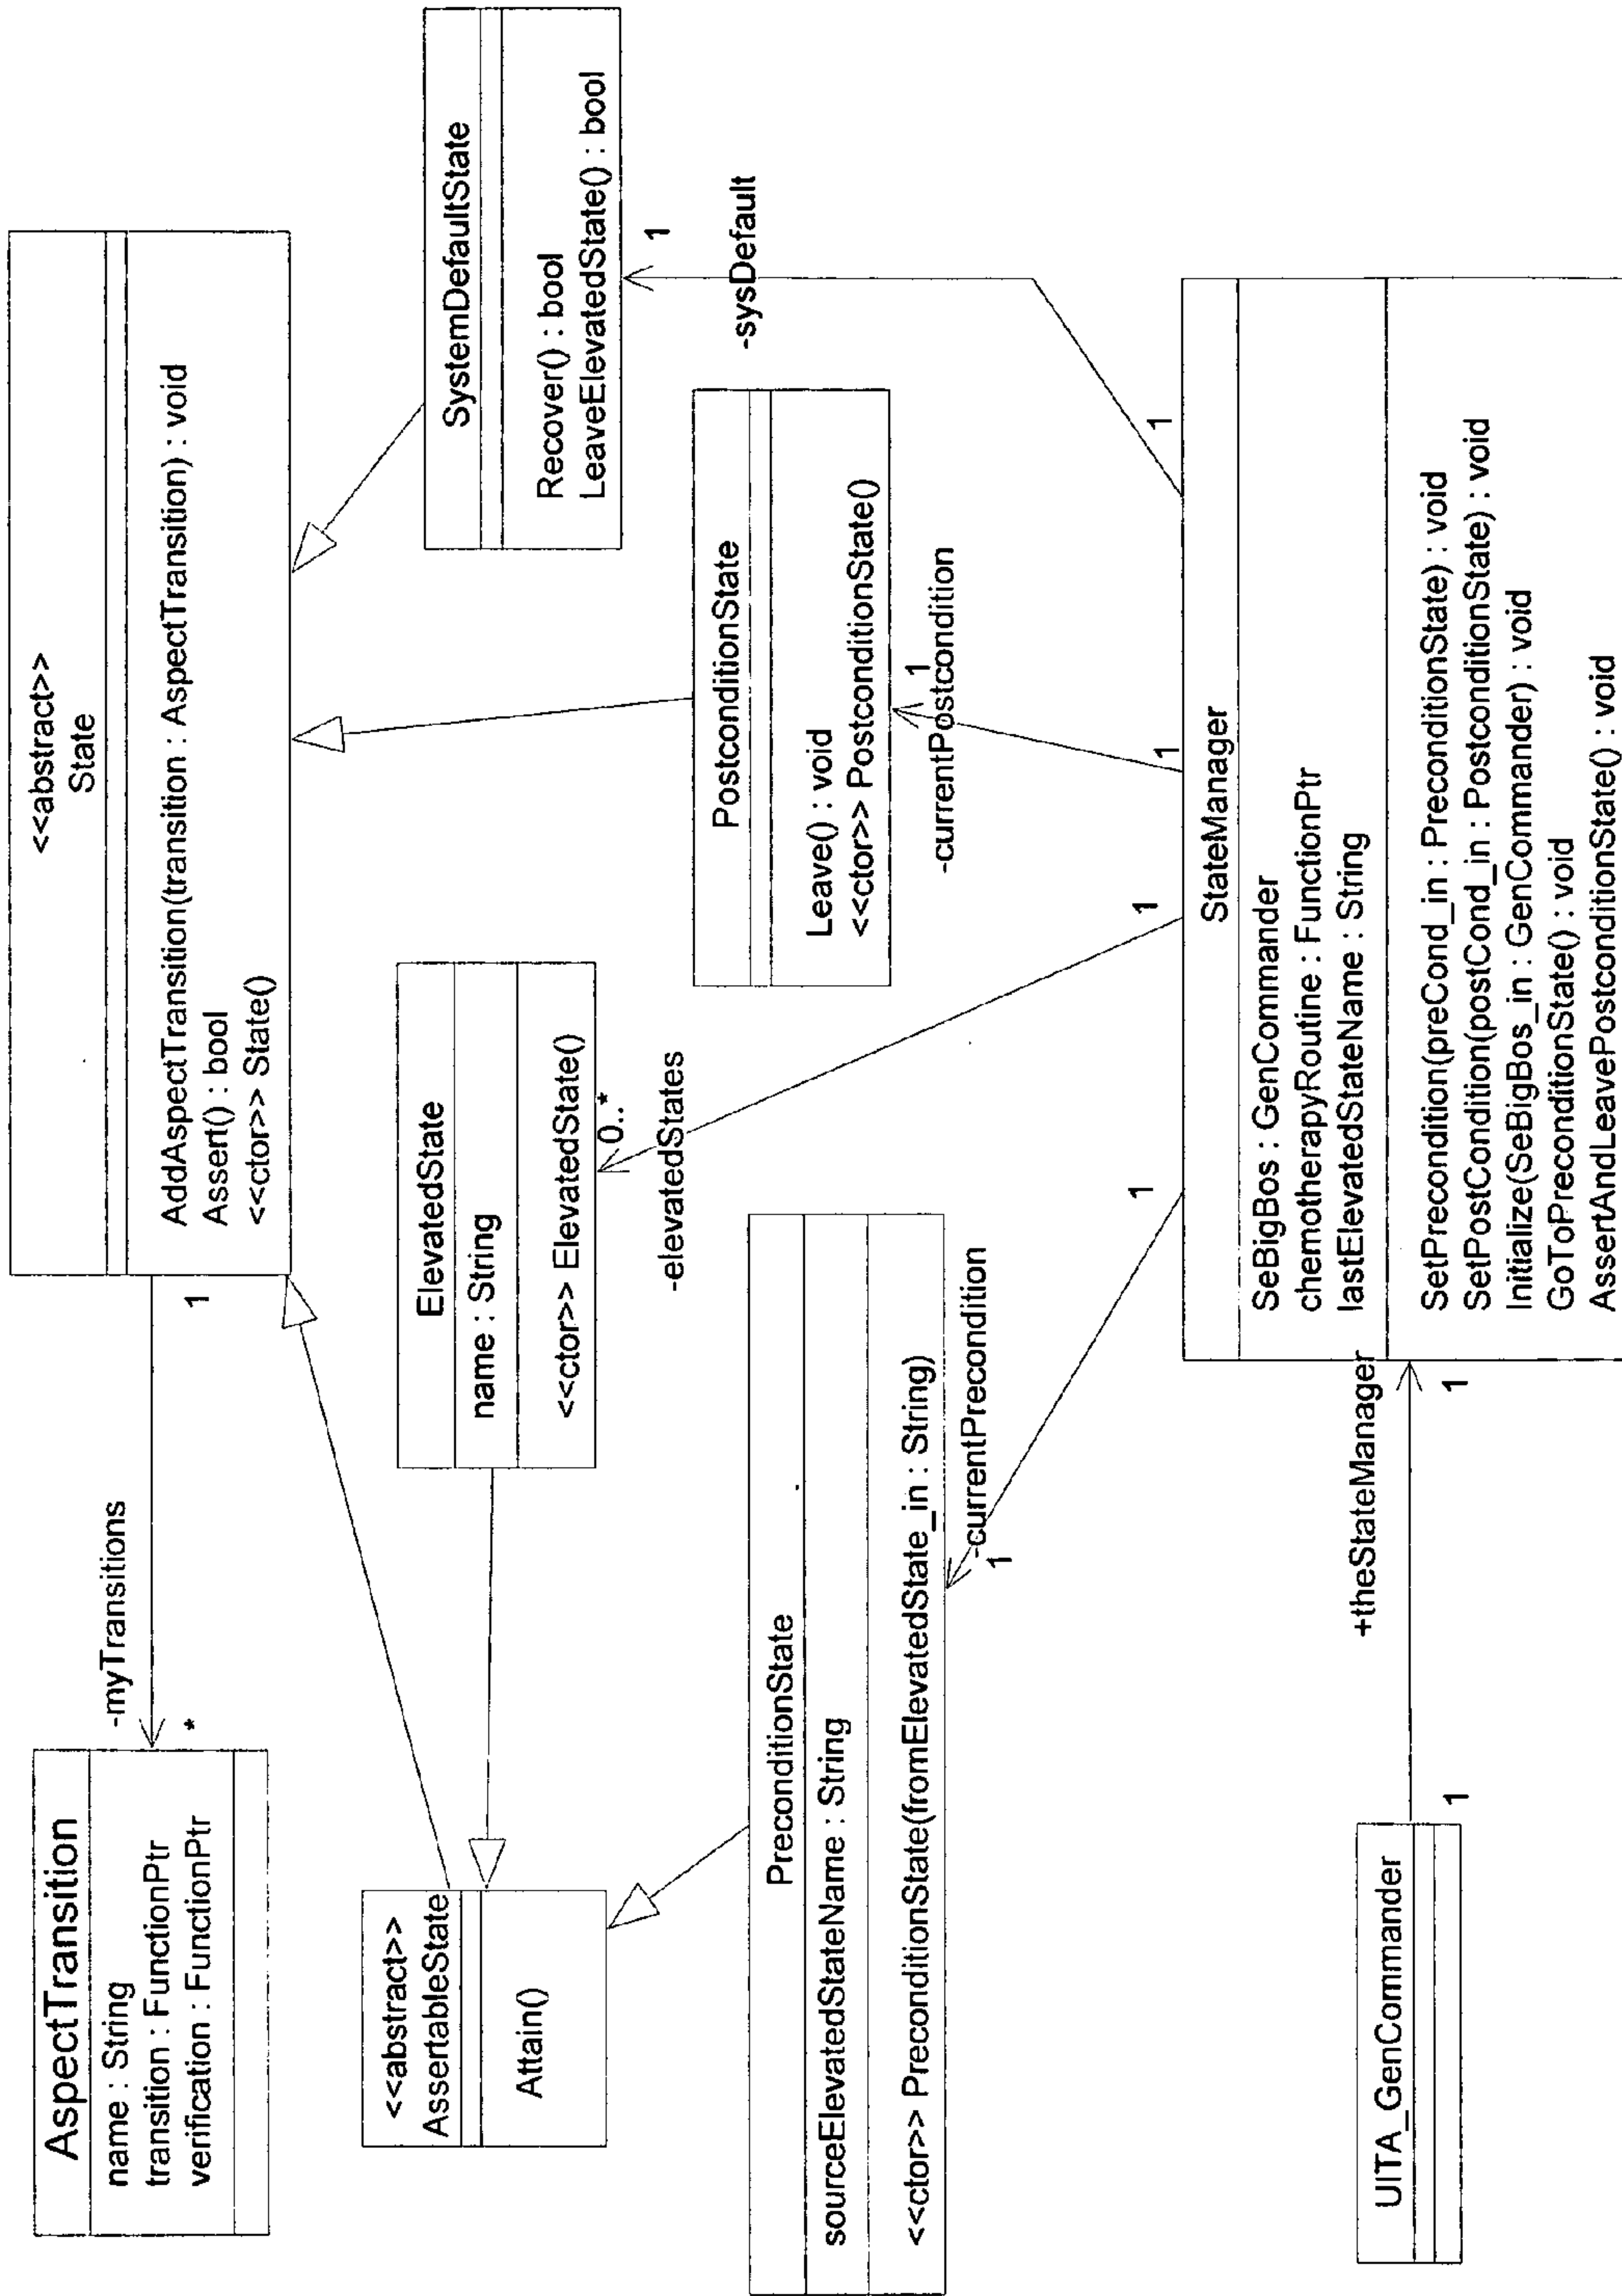 AspectTransition
name : String
transition : FunctionPtr
verification : FunctionPtr
-myTransitions
*
1
<<abstract>>
State
AddAspectTransition(transition : AspectTransition) : void
Assert() : bool
<<ctor>> State()
<<abstract>>
AssertableState
Attain()
ElevatedState
name : String
<<ctor>> ElevatedState()
0..*
-elevatedStates
SystemDefaultState
Recover() : bool
LeaveElevatedState() : bool
1
-sysDefault
PostconditionState
Leave() : void
<<ctor>> PostconditionState()
1
-currentPostcondition
PreconditionState
sourceElevatedStateName : String
<<ctor>> PreconditionState(fromElevatedState_in : String)
-currentPrecondition
1
1
1
1
1
StateManager
SeBigBos : GenCommander
chemotherapyRoutine : FunctionPtr
lastElevatedStateName : String
SetPrecondition(preCond_in : PreconditionState) : void
SetPostCondition(postCond_in : PostconditionState) : void
Initialize(SeBigBos_in : GenCommander) : void
GoToPreconditionState() : void
AssertAndLeavePostconditionState() : void
UITA_GenCommander
1
+theStateManager
1